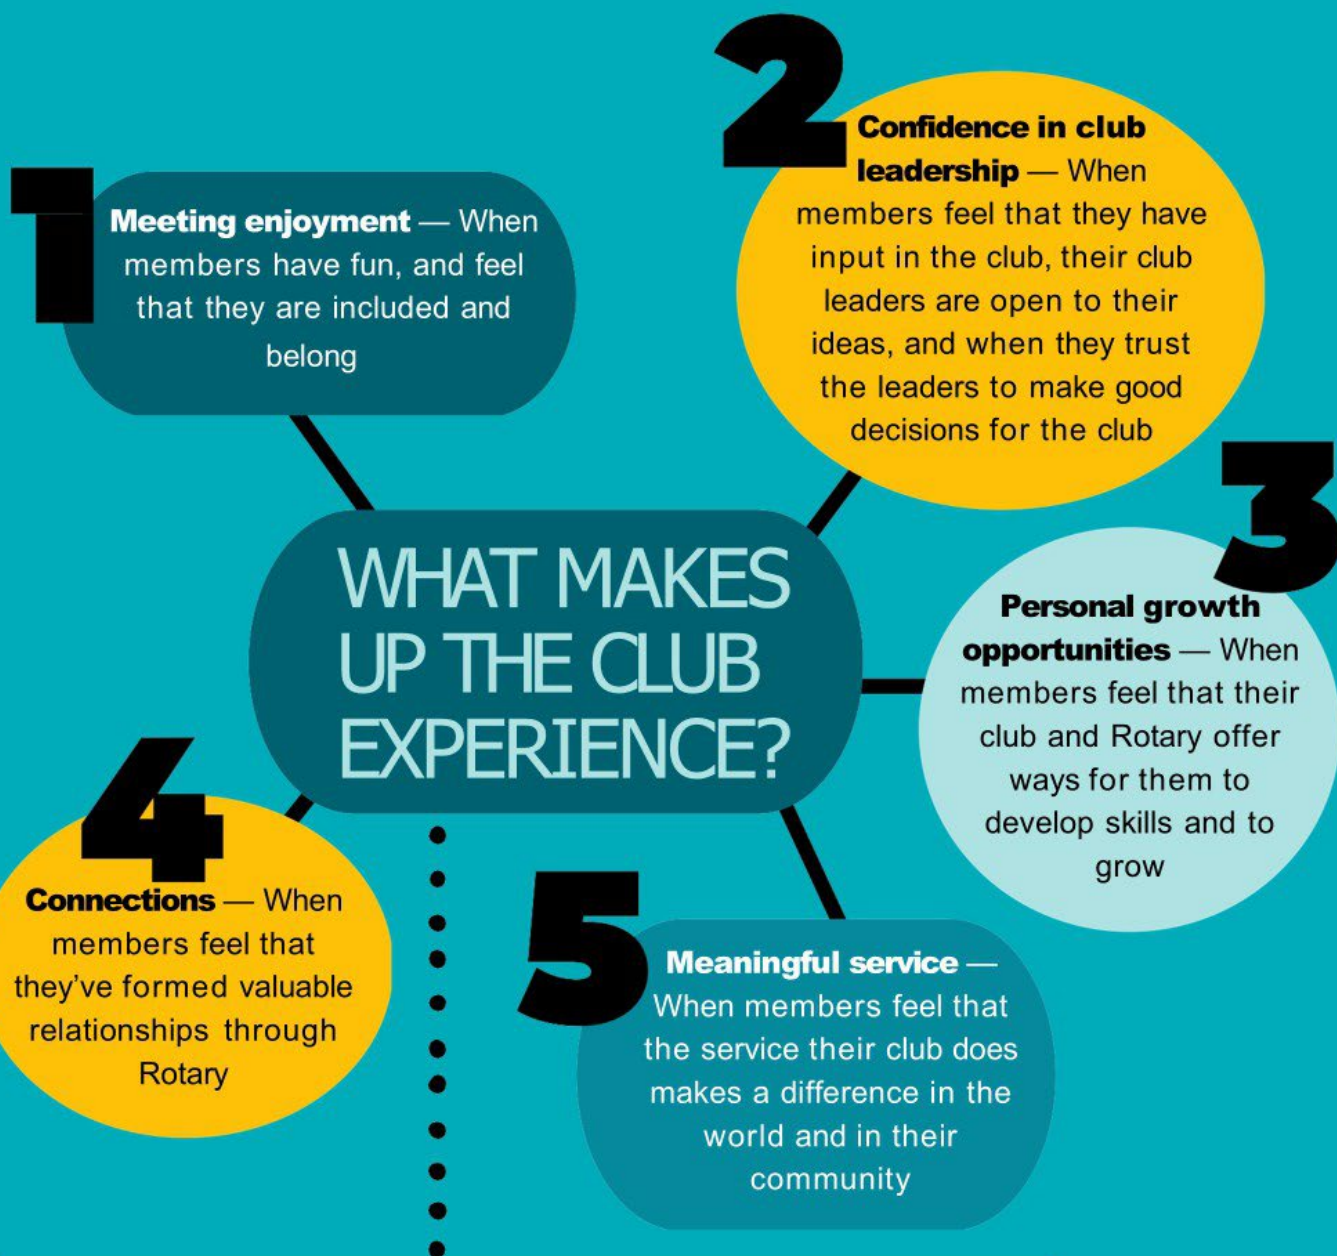 1
Meeting enjoyment — When
members have fun, and feel
that they are included and
belong
2
Confidence in club
leadership — When
members feel that they have
input in the club, their club
leaders are open to their
ideas, and when they trust
the leaders to make good
decisions for the club
WHAT MAKES
UP THE CLUB
EXPERIENCE?
3
Personal growth
opportunities — When
members feel that their
club and Rotary offer
ways for them to
develop skills and to
grow
4
Connections — When
members feel that
they’ve formed valuable
relationships through
Rotary
5
Meaningful service —
When members feel that
the service their club does
makes a difference in the
world and in their
community